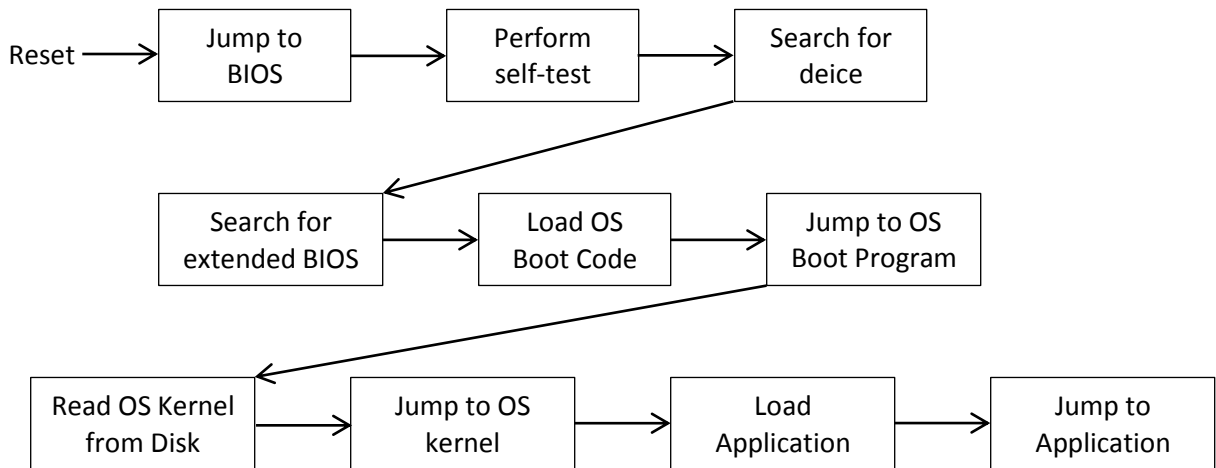 Reset
Jump to
BIOS
Perform
self-test
Search for
deice
Search for
extended BIOS
Load OS
Boot Code
Jump to OS
Boot Program
Read OS Kernel
from Disk
Jump to OS
kernel
Load
Application
Jump to
Application